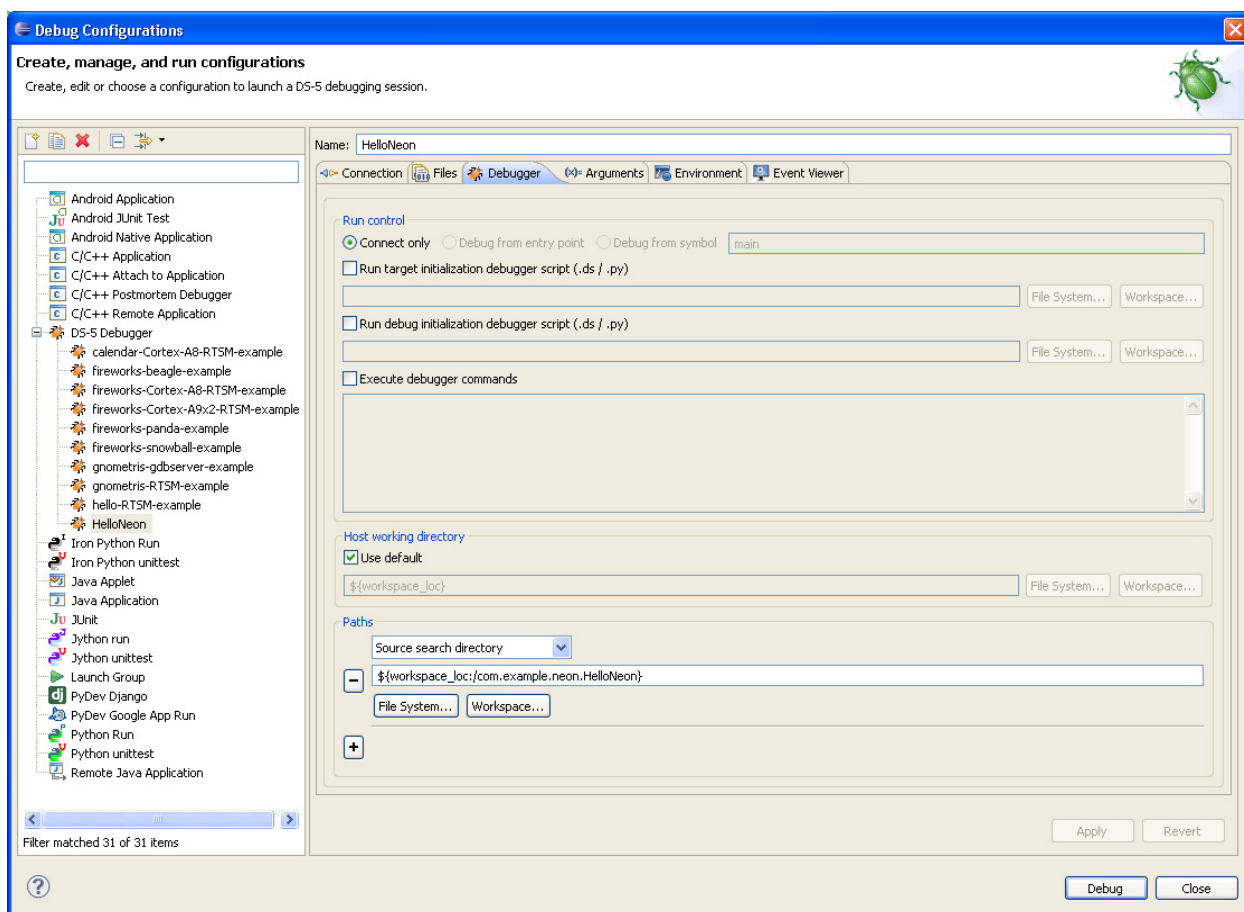 Debug Configurations
Create, manage, and run configurations
Create, edit or choose a configuration to launch a DS-5 debugging session.
Android Application
Android JUnit Test
Android Native Application
C/C++ Application
C/C++ Attach to Application
C/C++ Postmortem Debugger
C/C++ Remote Application
DS-5 Debugger
calendar-Cortex-A8-RTSM-example
fireworks-beagle-example
fireworks-Cortex-A8-RTSM-example
fireworks-Cortex-A9x2-RTSM-example
fireworks-panda-example
fireworks-snowball-example
gnometris-gdbserver-example
gnometris-RTSM-example
hello-RTSM-example
HelloNeon
Iron Python Run
Iron Python unittest
Java Applet
Java Application
JUnit
Jython run
Jython unittest
Launch Group
PyDev Django
PyDev Google App Run
Python Run
Python unittest
Remote Java Application
Filter matched 31 of 31 items
Name: HelloNeon
Connection Files Debugger (x)= Arguments Environment Event Viewer
Run control
Connect only Debug from entry point Debug from symbol main
Run target initialization debugger script (.ds / .py)
File System... Workspace...
Run debug initialization debugger script (.ds / .py)
File System... Workspace...
Execute debugger commands
Host working directory
Use default
${workspace_loc} File System... Workspace...
Paths
Source search directory
${workspace_loc:/com.example.neon.HelloNeon}
File System... Workspace...
Apply Revert
Debug Close